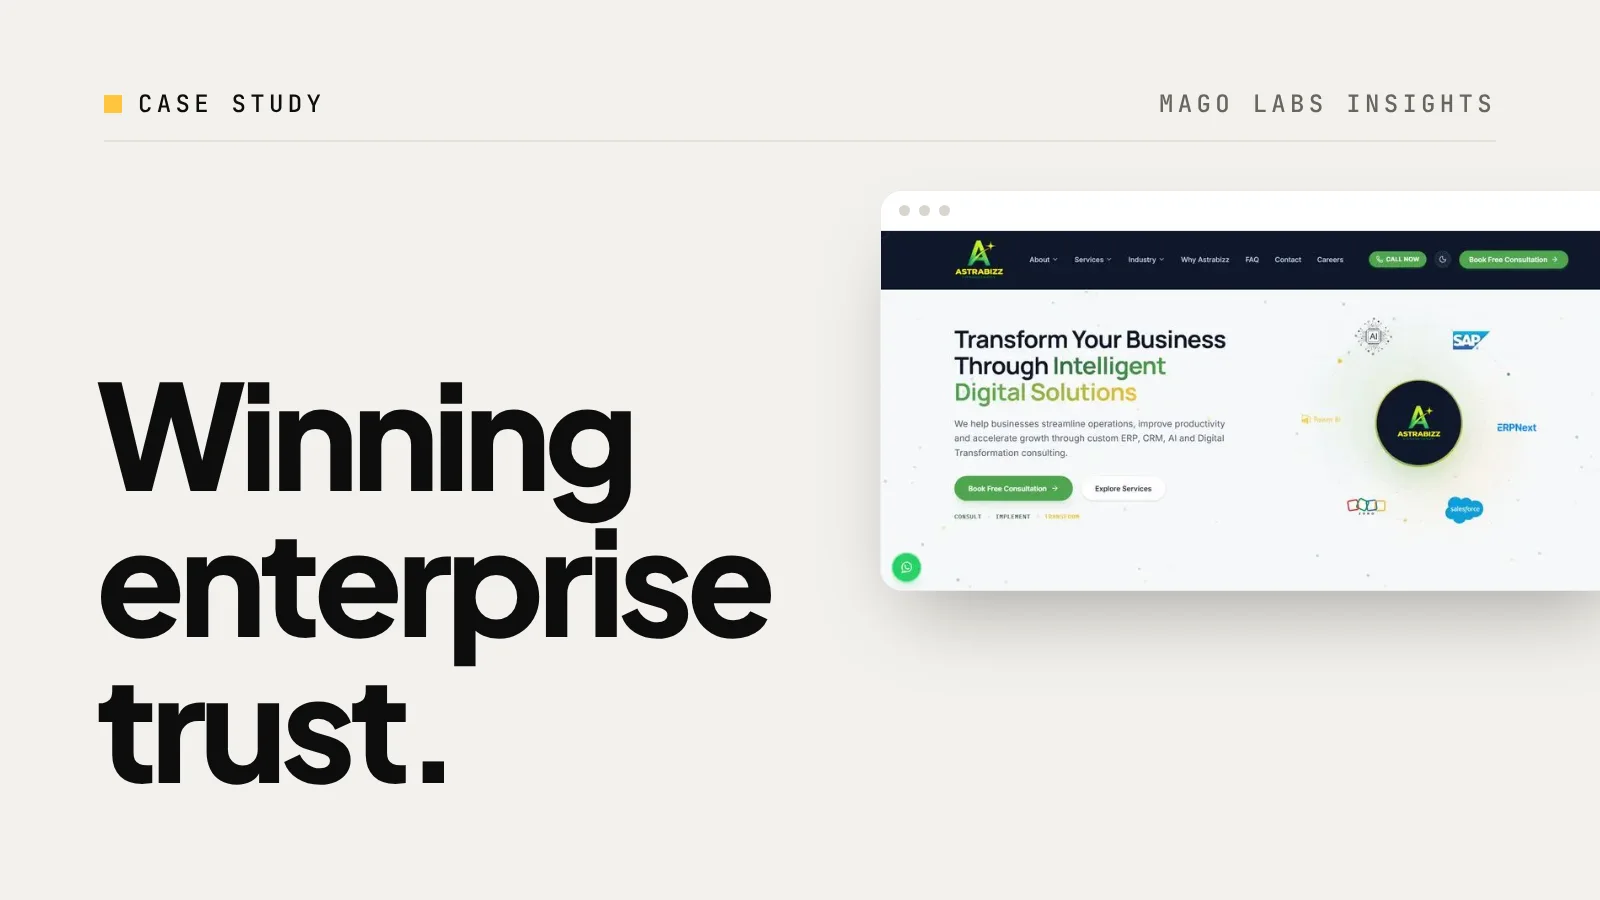 CASE STUDY
MAGO LABS INSIGHTS
Winning
enterprise
trust.
ASTRABIZZ
About
Services
Industry
Why Astrabizz
FAQ
Contact
Careers
CALL NOW
Book Free Consultation
Transform Your Business
Through Intelligent
Digital Solutions
We help businesses streamline operations, improve productivity
and accelerate growth through custom ERP, CRM, AI and Digital
Transformation consulting.
Book Free Consultation
Explore Services
CONSULT · IMPLEMENT · TRANSFORM
AI
SAP
Power BI
ASTRABIZZ
ERPNext
salesforce